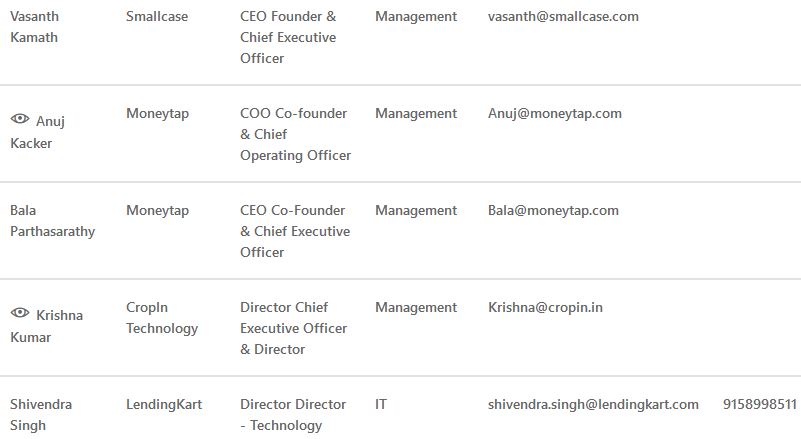 Vasanth Kamath Smallcase CEO Founder & Chief Executive Officer Management vasanth@smallcase.com
Anuj Kacker Moneytap COO Co-founder & Chief Operating Officer Management Anuj@moneytap.com
Bala Parthasarathy Moneytap CEO Co-Founder & Chief Executive Officer Management Bala@moneytap.com
Krishna Kumar CropIn Technology Director Chief Executive Officer & Director Management Krishna@cropin.in
Shivendra Singh LendingKart Director Director - Technology IT shivendra.singh@lendingkart.com 9158998511